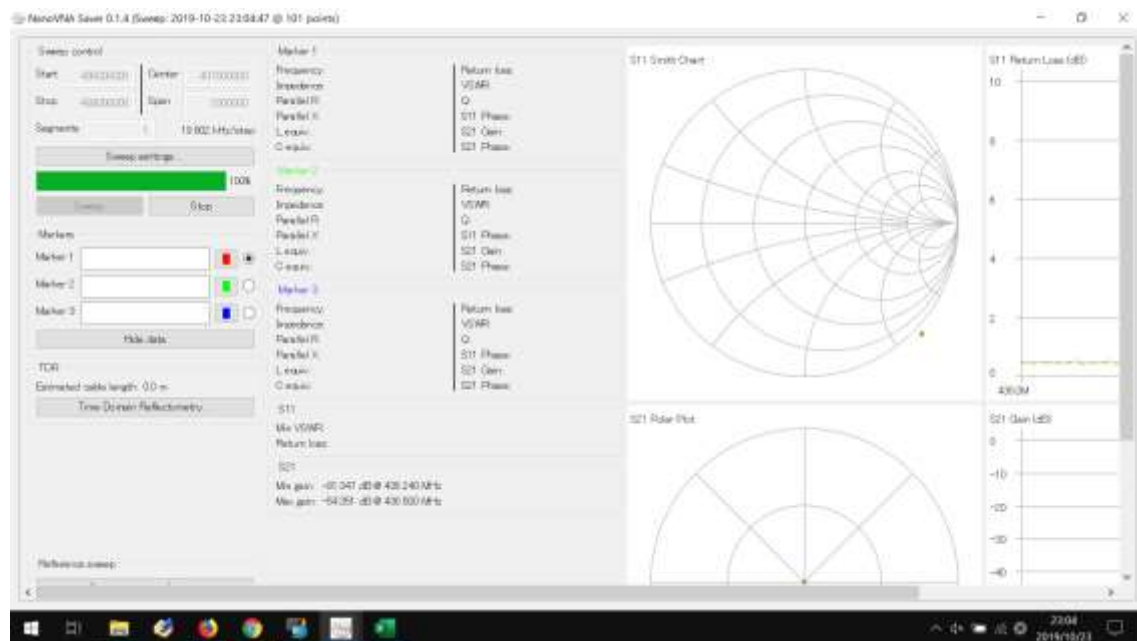 NanoVNA Saver 0.1.4 (Sweep: 2019-10-23 23:04:47 @ 101 points)
Sweep control
Start
Center
Stop
Span
Segments 1
Sweep settings ...
100%
Sweep
Stop
Markers
Marker 1
Marker 2
Marker 3
Hide data
TDR
Estimated cable length: 0.0 m
Time Domain Reflectometry ...
Reference sweep
Marker 1
Frequency:
Impedance:
Parallel R:
Parallel X:
L equiv.:
C equiv.:
Return loss:
VSWR:
Q:
S11 Phase:
S21 Gain:
S21 Phase:
Marker 2
Frequency:
Impedance:
Parallel R:
Parallel X:
L equiv.:
C equiv.:
Return loss:
VSWR:
Q:
S11 Phase:
S21 Gain:
S21 Phase:
Marker 3
Frequency:
Impedance:
Parallel R:
Parallel X:
L equiv.:
C equiv.:
Return loss:
VSWR:
Q:
S11 Phase:
S21 Gain:
S21 Phase:
S11
Min VSWR:
Return loss:
S21
Min gain:
Max gain:
S11 Smith Chart
S11 Return Loss (dB)
10
8
6
4
2
0
S21 Polar Plot
S21 Gain (dB)
0
-10
-20
-30
-40
23:04
2019/10/23